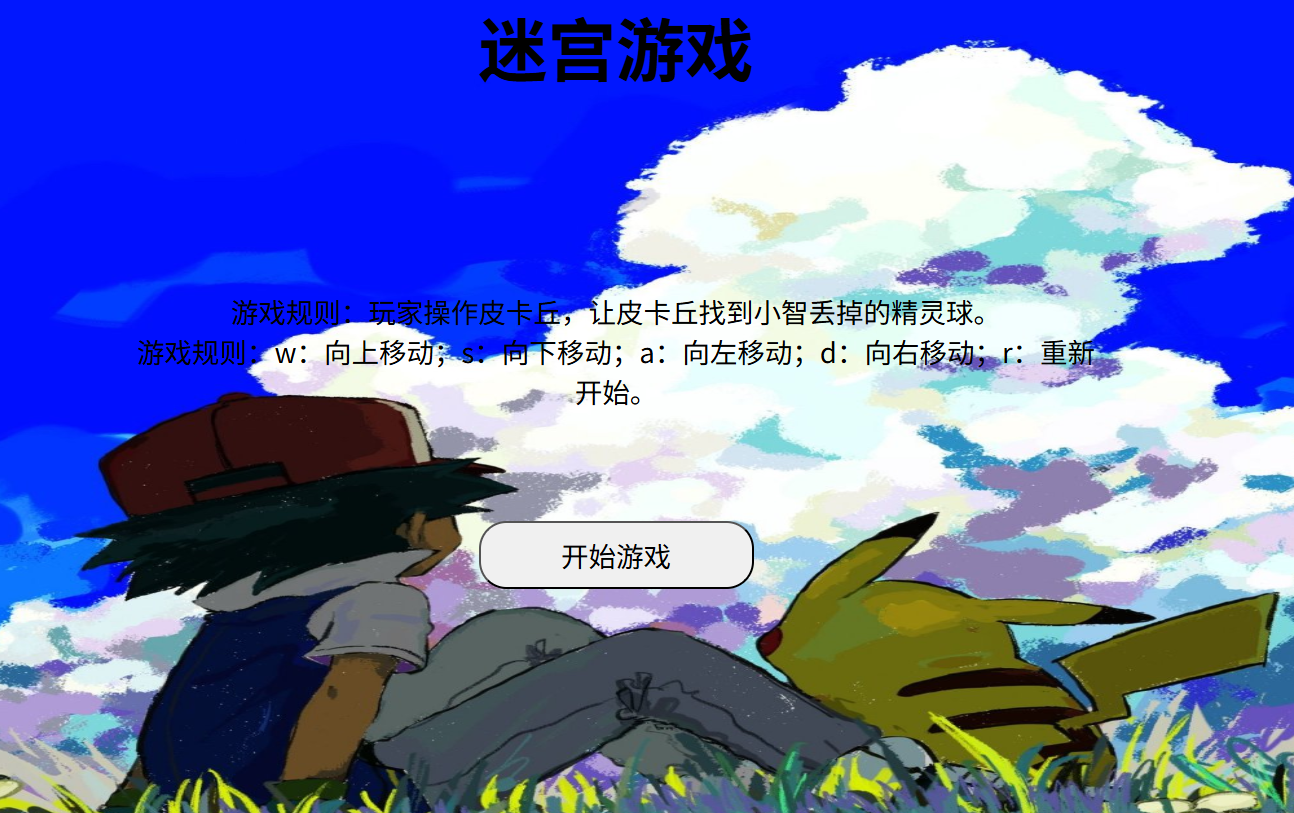 迷宫游戏
游戏规则：玩家操作皮卡丘，让皮卡丘找到小智丢掉的精灵球。
游戏规则：w：向上移动；s：向下移动；a：向左移动；d：向右移动；r：重新
开始。
开始游戏